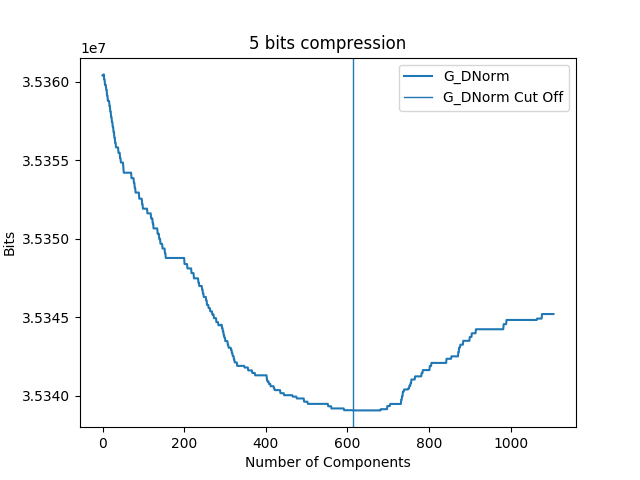 5 bits compression
1e7
3.5360
3.5355
3.5350
3.5345
3.5340
Bits
G_DNorm
G_DNorm Cut Off
0 200 400 600 800 1000
Number of Components